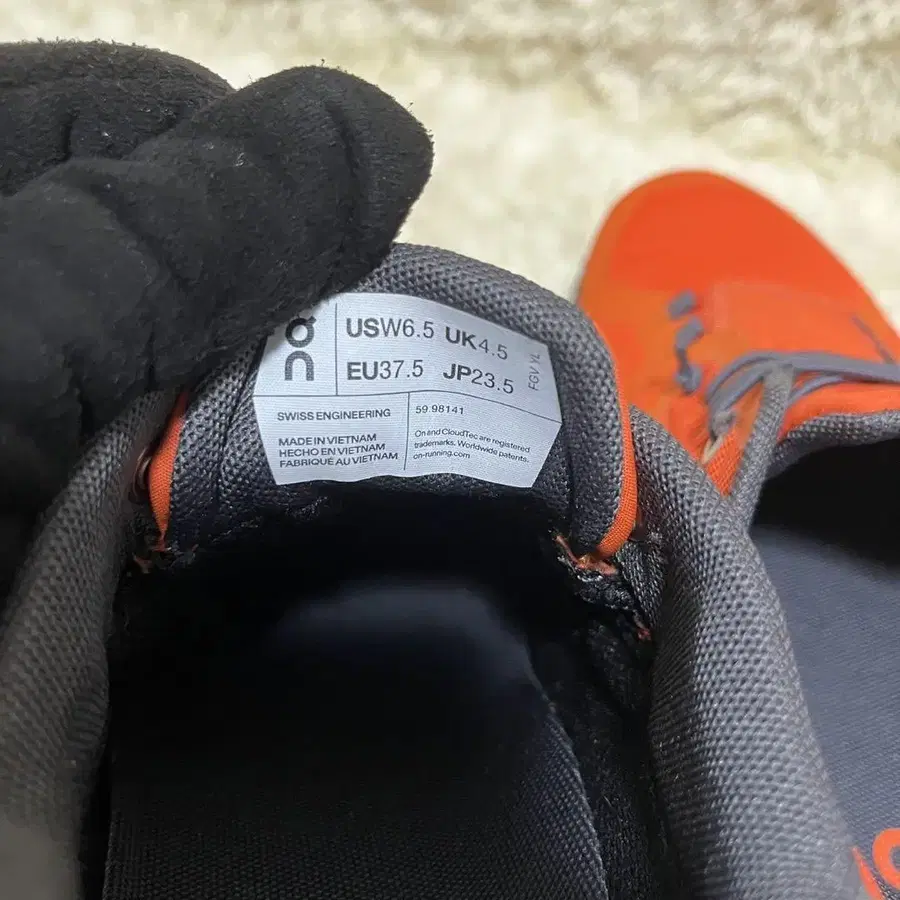 USW6.5 UK4.5
EU37.5 JP23.5
FGV YL
SWISS ENGINEERING
59.98141
MADE IN VIETNAM
HECHO EN VIETNAM
FABRIQUÉ AU VIETNAM
On and CloudTec are registered
trademarks. Worldwide patents.
on-running.com